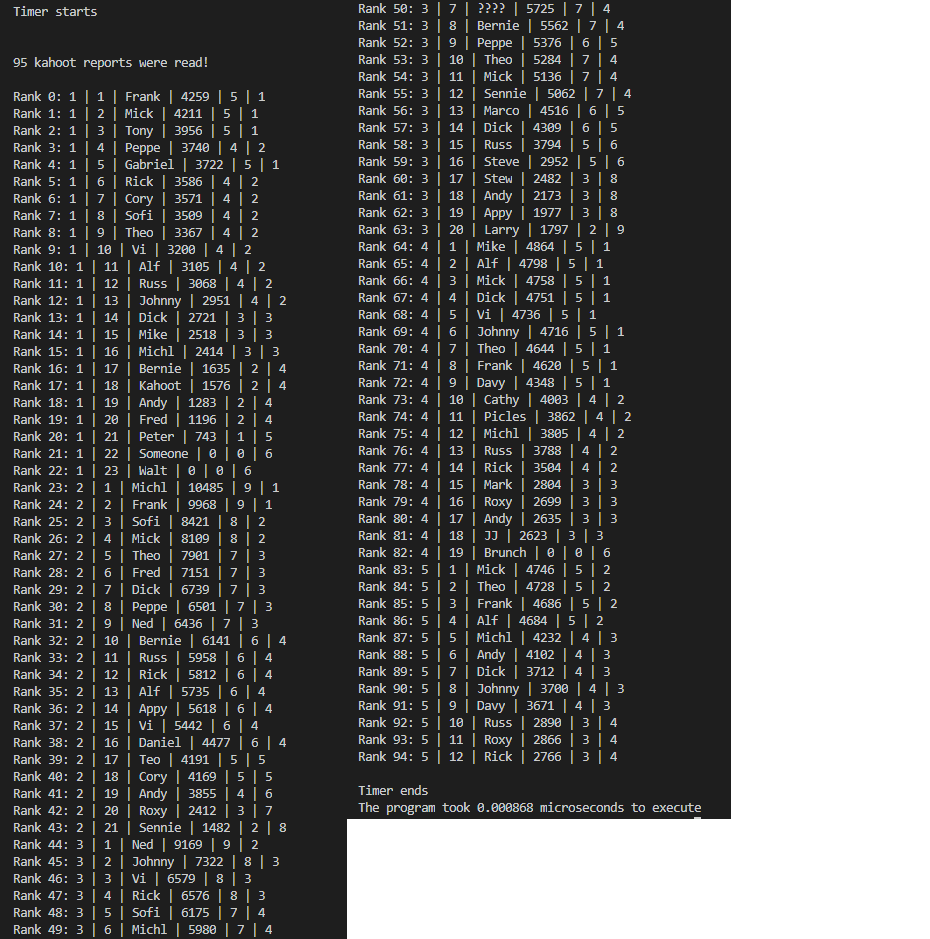 Timer starts
95 kahoot reports were read!
Rank 0: 1 | 1 | Frank | 4259 | 5 | 1
Rank 1: 1 | 2 | Mick | 4211 | 5 | 1
Rank 2: 1 | 3 | Tony | 3956 | 5 | 1
Rank 3: 1 | 4 | Peppe | 3740 | 4 | 2
Rank 4: 1 | 5 | Gabriel | 3722 | 5 | 1
Rank 5: 1 | 6 | Rick | 3586 | 4 | 2
Rank 6: 1 | 7 | Cory | 3571 | 4 | 2
Rank 7: 1 | 8 | Sofi | 3509 | 4 | 2
Rank 8: 1 | 9 | Theo | 3367 | 4 | 2
Rank 9: 1 | 10 | Vi | 3200 | 4 | 2
Rank 10: 1 | 11 | Alf | 3105 | 4 | 2
Rank 11: 1 | 12 | Russ | 3068 | 4 | 2
Rank 12: 1 | 13 | Johnny | 2951 | 4 | 2
Rank 13: 1 | 14 | Dick | 2721 | 3 | 3
Rank 14: 1 | 15 | Mike | 2518 | 3 | 3
Rank 15: 1 | 16 | Michl | 2414 | 3 | 3
Rank 16: 1 | 17 | Bernie | 1635 | 2 | 4
Rank 17: 1 | 18 | Kahoot | 1576 | 2 | 4
Rank 18: 1 | 19 | Andy | 1283 | 2 | 4
Rank 19: 1 | 20 | Fred | 1196 | 2 | 4
Rank 20: 1 | 21 | Peter | 743 | 1 | 5
Rank 21: 1 | 22 | Someone | 0 | 0 | 6
Rank 22: 1 | 23 | Walt | 0 | 0 | 6
Rank 23: 2 | 1 | Michl | 10485 | 9 | 1
Rank 24: 2 | 2 | Frank | 9968 | 9 | 1
Rank 25: 2 | 3 | Sofi | 8421 | 8 | 2
Rank 26: 2 | 4 | Mick | 8109 | 8 | 2
Rank 27: 2 | 5 | Theo | 7901 | 7 | 3
Rank 28: 2 | 6 | Fred | 7151 | 7 | 3
Rank 29: 2 | 7 | Dick | 6739 | 7 | 3
Rank 30: 2 | 8 | Peppe | 6501 | 7 | 3
Rank 31: 2 | 9 | Ned | 6436 | 7 | 3
Rank 32: 2 | 10 | Bernie | 6141 | 6 | 4
Rank 33: 2 | 11 | Russ | 5958 | 6 | 4
Rank 34: 2 | 12 | Rick | 5812 | 6 | 4
Rank 35: 2 | 13 | Alf | 5735 | 6 | 4
Rank 36: 2 | 14 | Appy | 5618 | 6 | 4
Rank 37: 2 | 15 | Vi | 5442 | 6 | 4
Rank 38: 2 | 16 | Daniel | 4477 | 6 | 4
Rank 39: 2 | 17 | Teo | 4191 | 5 | 5
Rank 40: 2 | 18 | Cory | 4169 | 5 | 5
Rank 41: 2 | 19 | Andy | 3855 | 4 | 6
Rank 42: 2 | 20 | Roxy | 2412 | 3 | 7
Rank 43: 2 | 21 | Sennie | 1482 | 2 | 8
Rank 44: 3 | 1 | Ned | 9169 | 9 | 2
Rank 45: 3 | 2 | Johnny | 7322 | 8 | 3
Rank 46: 3 | 3 | Vi | 6579 | 8 | 3
Rank 47: 3 | 4 | Rick | 6576 | 8 | 3
Rank 48: 3 | 5 | Sofi | 6175 | 7 | 4
Rank 49: 3 | 6 | Michl | 5980 | 7 | 4
Rank 50: 3 | 7 | ???? | 5725 | 7 | 4
Rank 51: 3 | 8 | Bernie | 5562 | 7 | 4
Rank 52: 3 | 9 | Peppe | 5376 | 6 | 5
Rank 53: 3 | 10 | Theo | 5284 | 7 | 4
Rank 54: 3 | 11 | Mick | 5136 | 7 | 4
Rank 55: 3 | 12 | Sennie | 5062 | 7 | 4
Rank 56: 3 | 13 | Marco | 4516 | 6 | 5
Rank 57: 3 | 14 | Dick | 4309 | 6 | 5
Rank 58: 3 | 15 | Russ | 3794 | 5 | 6
Rank 59: 3 | 16 | Steve | 2952 | 5 | 6
Rank 60: 3 | 17 | Stew | 2482 | 3 | 8
Rank 61: 3 | 18 | Andy | 2173 | 3 | 8
Rank 62: 3 | 19 | Appy | 1977 | 3 | 8
Rank 63: 3 | 20 | Larry | 1797 | 2 | 9
Rank 64: 4 | 1 | Mike | 4864 | 5 | 1
Rank 65: 4 | 2 | Alf | 4798 | 5 | 1
Rank 66: 4 | 3 | Mick | 4758 | 5 | 1
Rank 67: 4 | 4 | Dick | 4751 | 5 | 1
Rank 68: 4 | 5 | Vi | 4736 | 5 | 1
Rank 69: 4 | 6 | Johnny | 4716 | 5 | 1
Rank 70: 4 | 7 | Theo | 4644 | 5 | 1
Rank 71: 4 | 8 | Frank | 4620 | 5 | 1
Rank 72: 4 | 9 | Davy | 4348 | 5 | 1
Rank 73: 4 | 10 | Cathy | 4003 | 4 | 2
Rank 74: 4 | 11 | Picles | 3862 | 4 | 2
Rank 75: 4 | 12 | Michl | 3805 | 4 | 2
Rank 76: 4 | 13 | Russ | 3788 | 4 | 2
Rank 77: 4 | 14 | Rick | 3504 | 4 | 2
Rank 78: 4 | 15 | Mark | 2804 | 3 | 3
Rank 79: 4 | 16 | Roxy | 2699 | 3 | 3
Rank 80: 4 | 17 | Andy | 2635 | 3 | 3
Rank 81: 4 | 18 | JJ | 2623 | 3 | 3
Rank 82: 4 | 19 | Brunch | 0 | 0 | 6
Rank 83: 5 | 1 | Mick | 4746 | 5 | 2
Rank 84: 5 | 2 | Theo | 4728 | 5 | 2
Rank 85: 5 | 3 | Frank | 4686 | 5 | 2
Rank 86: 5 | 4 | Alf | 4684 | 5 | 2
Rank 87: 5 | 5 | Michl | 4232 | 4 | 3
Rank 88: 5 | 6 | Andy | 4102 | 4 | 3
Rank 89: 5 | 7 | Dick | 3712 | 4 | 3
Rank 90: 5 | 8 | Johnny | 3700 | 4 | 3
Rank 91: 5 | 9 | Davy | 3671 | 4 | 3
Rank 92: 5 | 10 | Russ | 2890 | 3 | 4
Rank 93: 5 | 11 | Roxy | 2866 | 3 | 4
Rank 94: 5 | 12 | Rick | 2766 | 3 | 4
Timer ends
The program took 0.000868 microseconds to execute